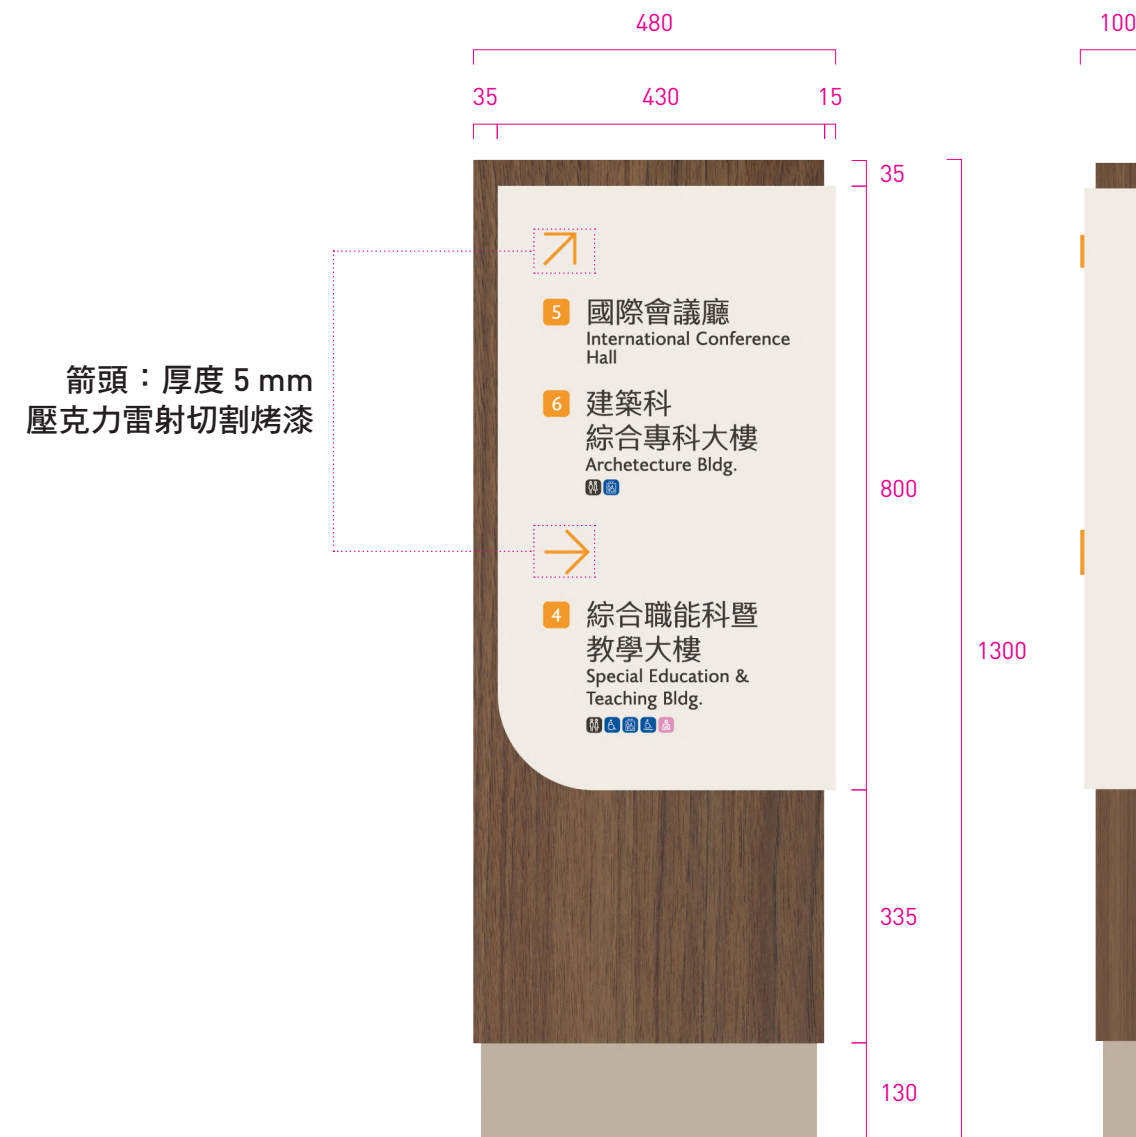 480
100
35
430
15
35
5
國際會議廳
International Conference
Hall
箭頭：厚度 5 mm
壓克力雷射切割烤漆
6
建築科
綜合專科大樓
Archetecture Bldg.
800
4
綜合職能科暨
教學大樓
Special Education &
Teaching Bldg.
1300
335
130